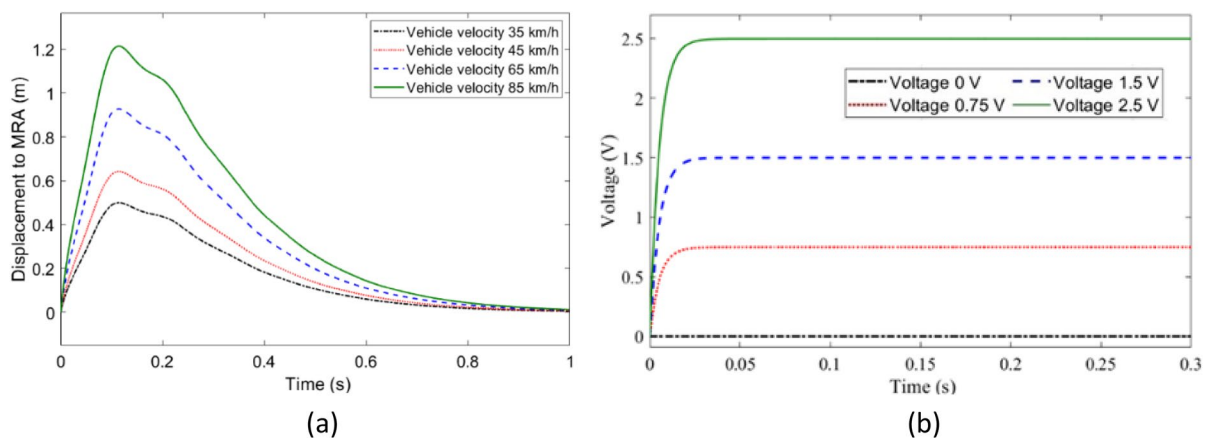 Displacement to MRA (m)
1.2
1
0.8
0.6
0.4
0.2
0
0 0.2 0.4 0.6 0.8 1
Time (s)
Vehicle velocity 35 km/h
Vehicle velocity 45 km/h
Vehicle velocity 65 km/h
Vehicle velocity 85 km/h
(a)
Voltage (V)
2.5
2
1.5
1
0.5
0
0 0.05 0.1 0.15 0.2 0.25 0.3
Time (s)
Voltage 0 V Voltage 1.5 V
Voltage 0.75 V Voltage 2.5 V
(b)